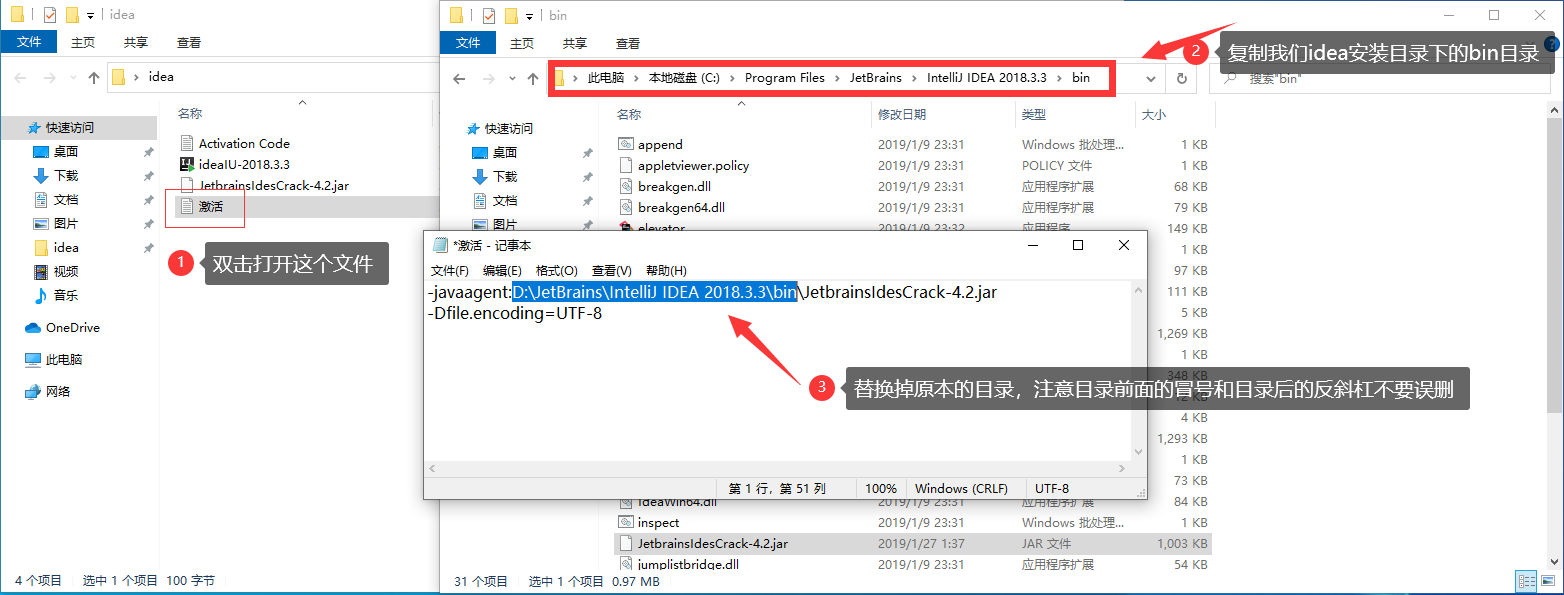 idea
文件
主页
共享
查看
idea
名称
快速访问
桌面
下载
文档
图片
idea
视频
音乐
OneDrive
此电脑
网络
Activation Code
ideaIU-2018.3.3
JetbrainsIdesCrack-4.2.jar
激活
1
双击打开这个文件
4 个项目 选中 1 个项目 100 字节
bin
文件
主页
共享
查看
2
复制我们idea安装目录下的bin目录
此电脑 本地磁盘 (C:) Program Files JetBrains IntelliJ IDEA 2018.3.3 bin
搜索"bin"
快速访问
桌面
下载
文档
图片
名称 修改日期 类型 大小
append 2019/1/9 23:31 Windows 批处理... 1 KB
appletviewer.policy 2019/1/9 23:31 POLICY 文件 1 KB
breakgen.dll 2019/1/9 23:31 应用程序扩展 68 KB
breakgen64.dll 2019/1/9 23:31 应用程序扩展 79 KB
elevator 2019/1/9 23:32 应用程序 149 KB
1 KB
97 KB
111 KB
5 KB
1,269 KB
1 KB
348 KB
4 KB
1,293 KB
1 KB
73 KB
*激活 - 记事本
文件(F) 编辑(E) 格式(O) 查看(V) 帮助(H)
-javaagent:D:\JetBrains\IntelliJ IDEA 2018.3.3\bin\JetbrainsIdesCrack-4.2.jar
-Dfile.encoding=UTF-8
3
替换掉原本的目录，注意目录前面的冒号和目录后的反斜杠不要误删
第 1 行，第 51 列 100% Windows (CRLF) UTF-8
IdeaWin64.dll 2019/1/9 23:31 应用程序扩展 84 KB
inspect 2019/1/9 23:31 Windows 批处理... 1 KB
JetbrainsIdesCrack-4.2.jar 2019/1/27 1:37 JAR 文件 1,003 KB
jumplistbridge.dll 2019/1/9 23:31 应用程序扩展 54 KB
31 个项目 选中 1 个项目 0.97 MB